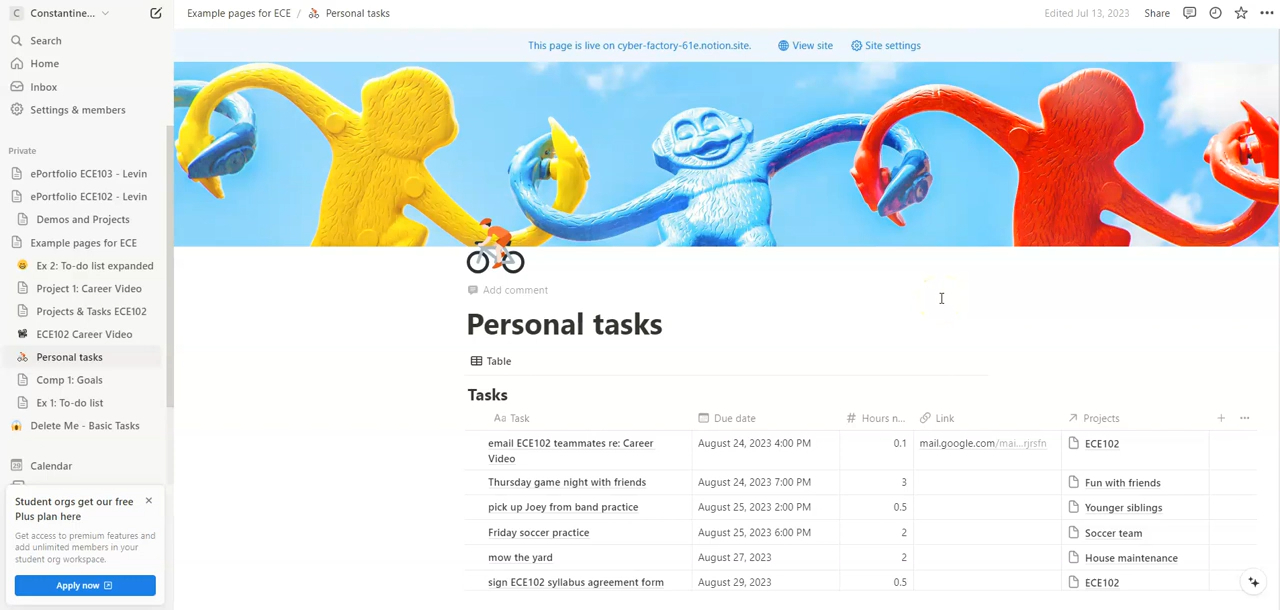 C Constantine...
Example pages for ECE / Personal tasks
Edited Jul 13, 2023 Share
Search
Home
Inbox
Settings & members
Private
ePortfolio ECE103 - Levin
ePortfolio ECE102 - Levin
Demos and Projects
Example pages for ECE
Ex 2: To-do list expanded
Project 1: Career Video
Projects & Tasks ECE102
ECE102 Career Video
Personal tasks
Comp 1: Goals
Ex 1: To-do list
Delete Me - Basic Tasks
Calendar
Student orgs get our free
Plus plan here
Get access to premium features and
add unlimited members in your
student org workspace.
Apply now
This page is live on cyber-factory-61e.notion.site. View site Site settings
Add comment
Personal tasks
Table
Tasks
Aa Task Due date # Hours n... Link Projects
email ECE102 teammates re: Career August 24, 2023 4:00 PM 0.1 mail.google.com/mai...rjrsfn ECE102
Video
Thursday game night with friends August 24, 2023 7:00 PM 3 Fun with friends
pick up Joey from band practice August 25, 2023 2:00 PM 0.5 Younger siblings
Friday soccer practice August 25, 2023 6:00 PM 2 Soccer team
mow the yard August 27, 2023 2 House maintenance
sign ECE102 syllabus agreement form August 29, 2023 0.5 ECE102